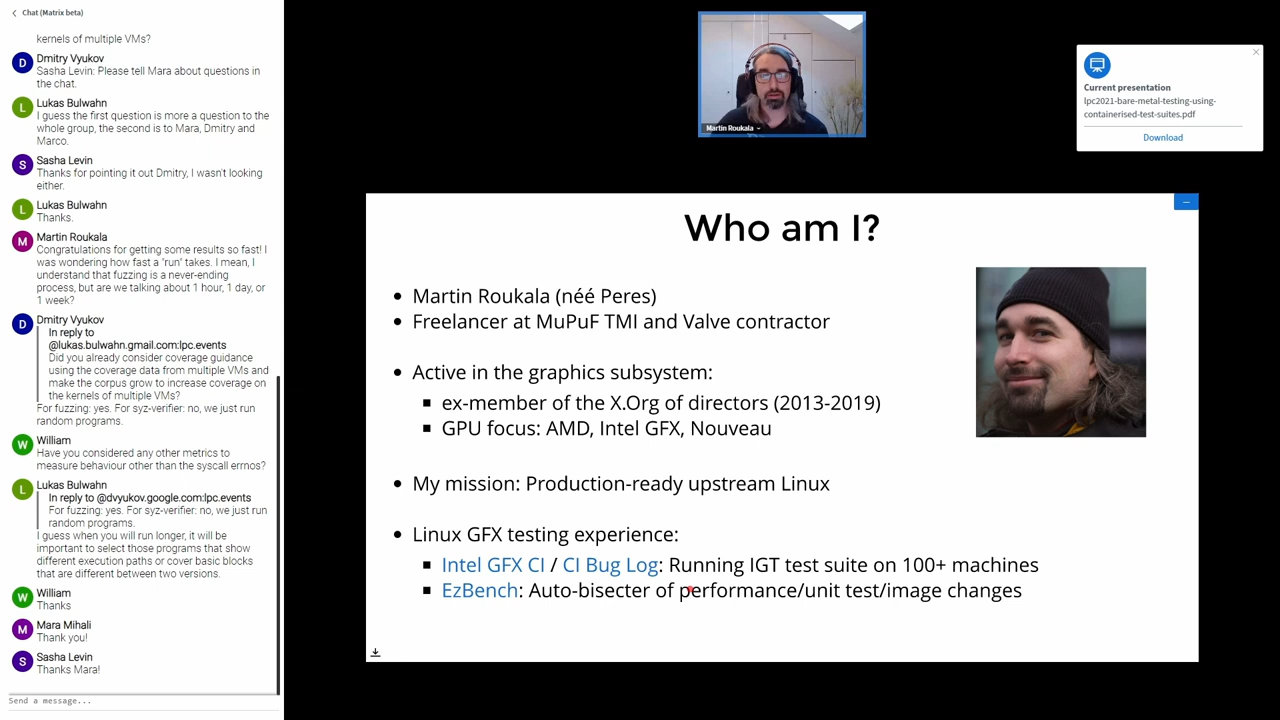 Chat (Matrix beta)
kernels of multiple VMs?
D
Dmitry Vyukov
Sasha Levin: Please tell Mara about questions in
the chat.
L
Lukas Bulwahn
I guess the first question is more a question to the
whole group, the second is to Mara, Dmitry and
Marco.
S
Sasha Levin
Thanks for pointing it out Dmitry, I wasn't looking
either.
L
Lukas Bulwahn
Thanks.
M
Martin Roukala
Congratulations for getting some results so fast! I
was wondering how fast a "run" takes. I mean, I
understand that fuzzing is a never-ending
process, but are we talking about 1 hour, 1 day, or
1 week?
D
Dmitry Vyukov
In reply to
@lukas.bulwahn.gmail.com:lpc.events
Did you already consider coverage guidance
using the coverage data from multiple VMs and
make the corpus grow to increase coverage on
the kernels of multiple VMs?
For fuzzing: yes. For syz-verifier: no, we just run
random programs.
W
William
Have you considered any other metrics to
measure behaviour other than the syscall errnos?
L
Lukas Bulwahn
In reply to @dvyukov.google.com:lpc.events
For fuzzing: yes. For syz-verifier: no, we just run
random programs.
I guess when you will run longer, it will be
important to select those programs that show
different execution paths or cover basic blocks
that are different between two versions.
W
William
Thanks
M
Mara Mihali
Thank you!
S
Sasha Levin
Thanks Mara!
Send a message...
Martin Roukala
Current presentation
lpc2021-bare-metal-testing-using-
containerised-test-suites.pdf
Download
Who am I?
• Martin Roukala (néé Peres)
• Freelancer at MuPuF TMI and Valve contractor
• Active in the graphics subsystem:
▪ ex-member of the X.Org of directors (2013-2019)
▪ GPU focus: AMD, Intel GFX, Nouveau
• My mission: Production-ready upstream Linux
• Linux GFX testing experience:
▪ Intel GFX CI / CI Bug Log: Running IGT test suite on 100+ machines
▪ EzBench: Auto-bisecter of performance/unit test/image changes